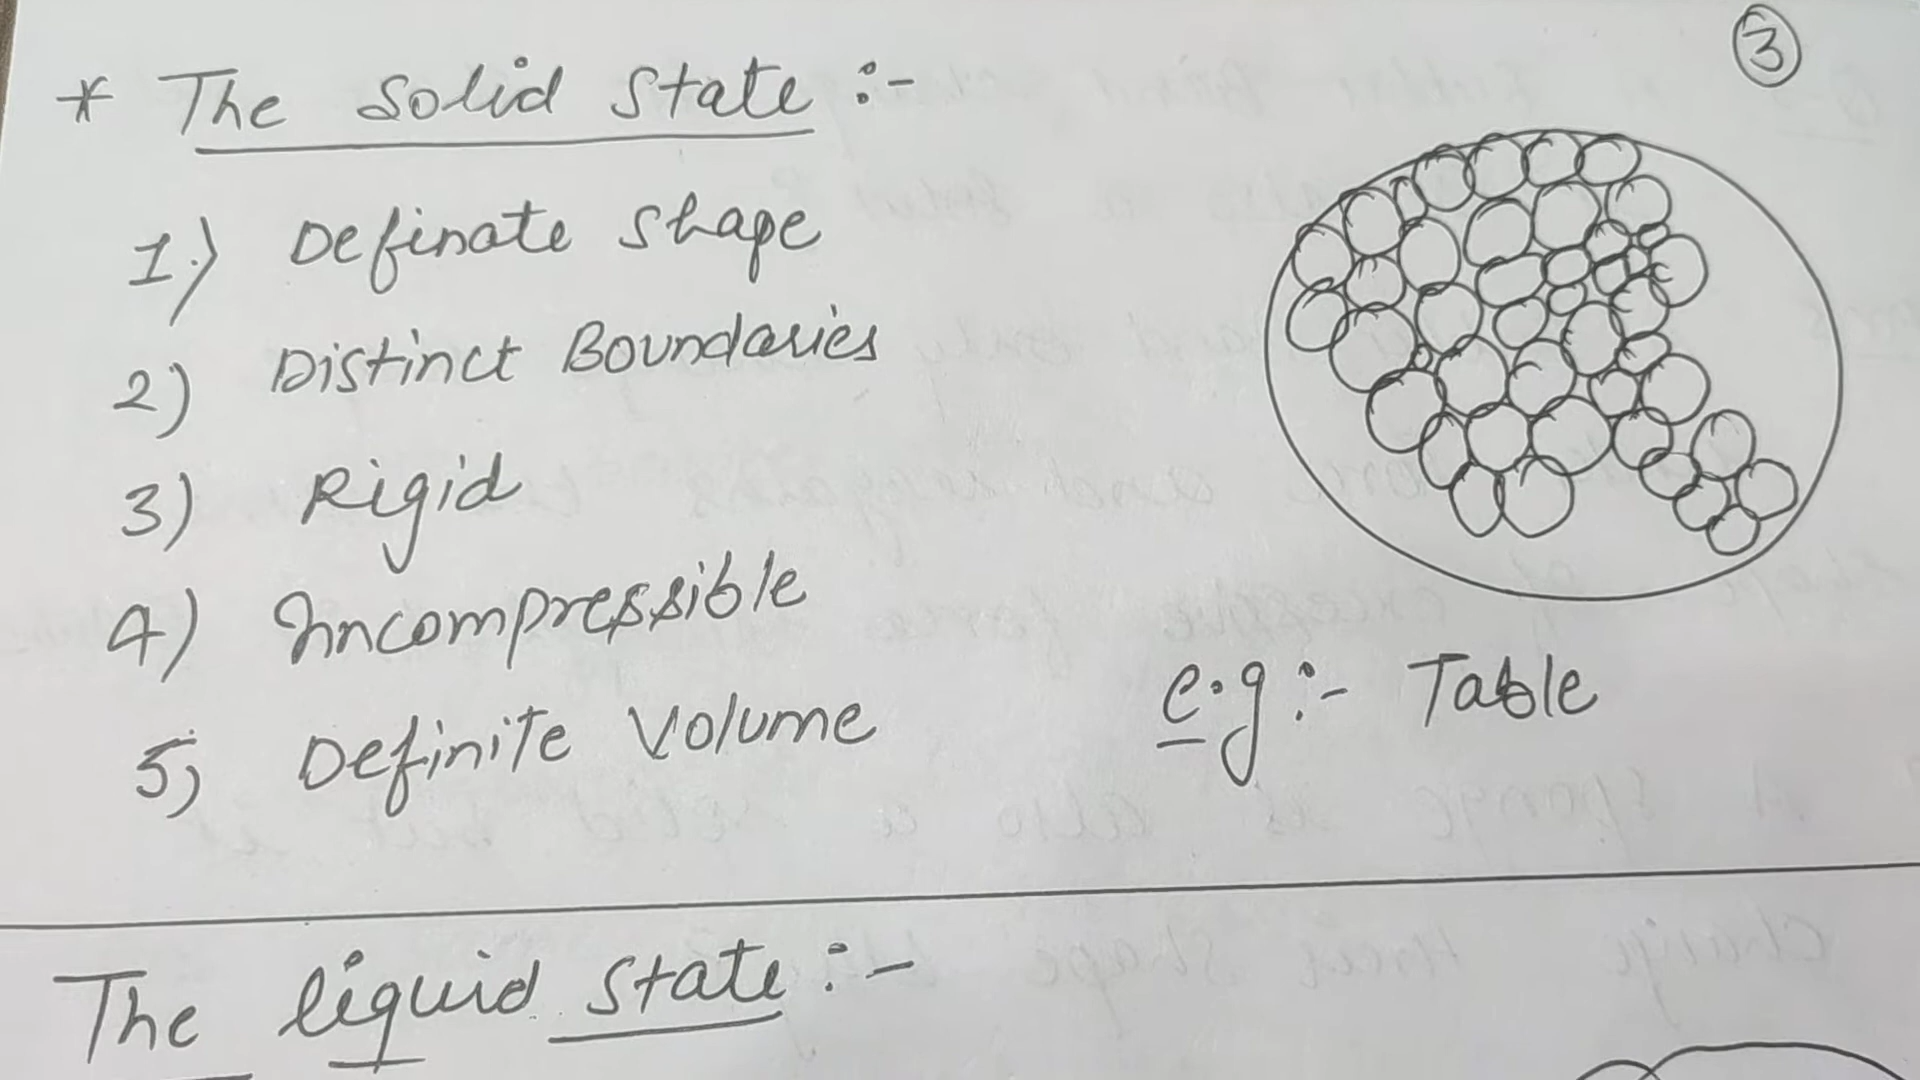 3
* The Solid State :-
1.) Definate Shape
2) Distinct Boundaries
3) Rigid
4) Incompressible
5) Definite Volume
e.g :- Table
The liquid state :-